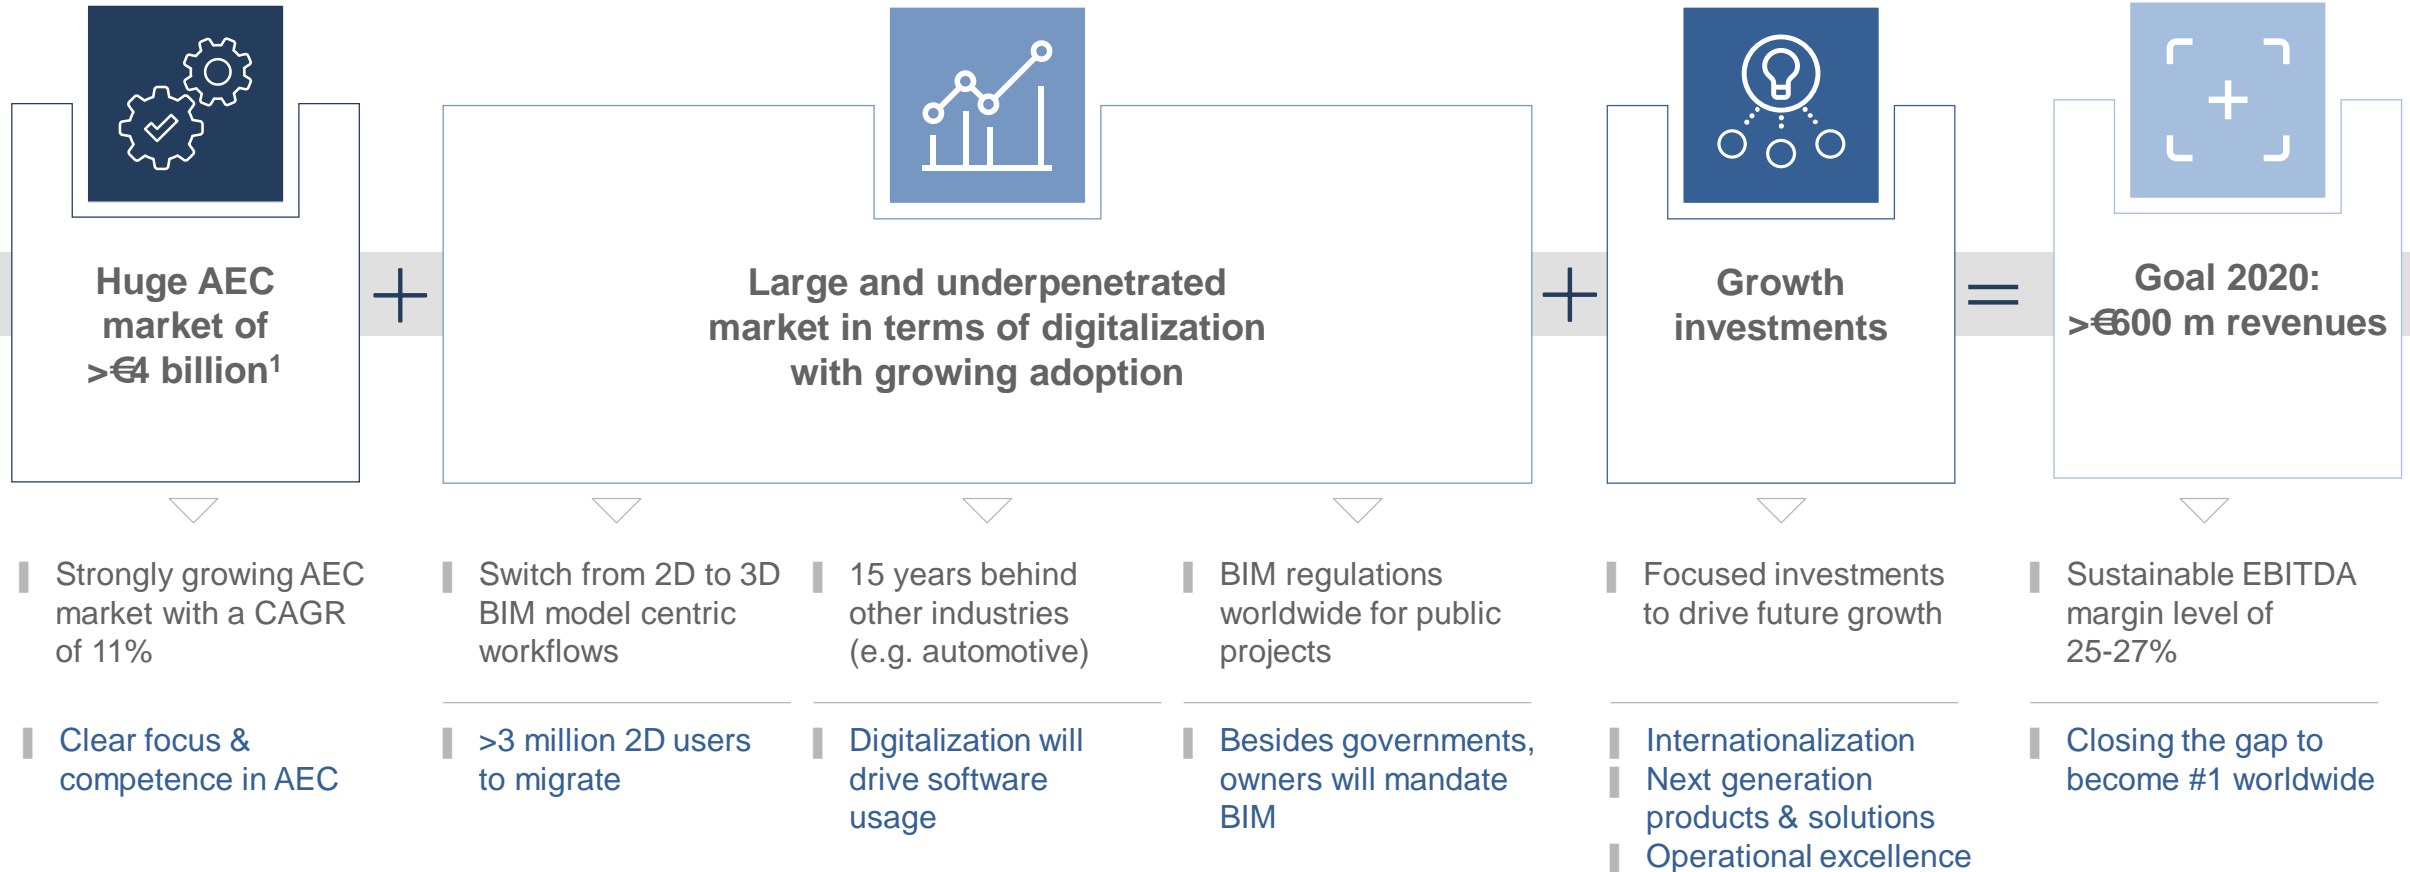 Huge AEC
market of
>€4 billion¹
+
Large and underpenetrated
market in terms of digitalization
with growing adoption
+
Growth
investments
=
Goal 2020:
>€600 m revenues
Strongly growing AEC
market with a CAGR
of 11%
Clear focus &
competence in AEC
Switch from 2D to 3D
BIM model centric
workflows
>3 million 2D users
to migrate
15 years behind
other industries
(e.g. automotive)
Digitalization will
drive software
usage
BIM regulations
worldwide for public
projects
Besides governments,
owners will mandate
BIM
Focused investments
to drive future growth
Internationalization
Next generation
products & solutions
Operational excellence
Sustainable EBITDA
margin level of
25-27%
Closing the gap to
become #1 worldwide